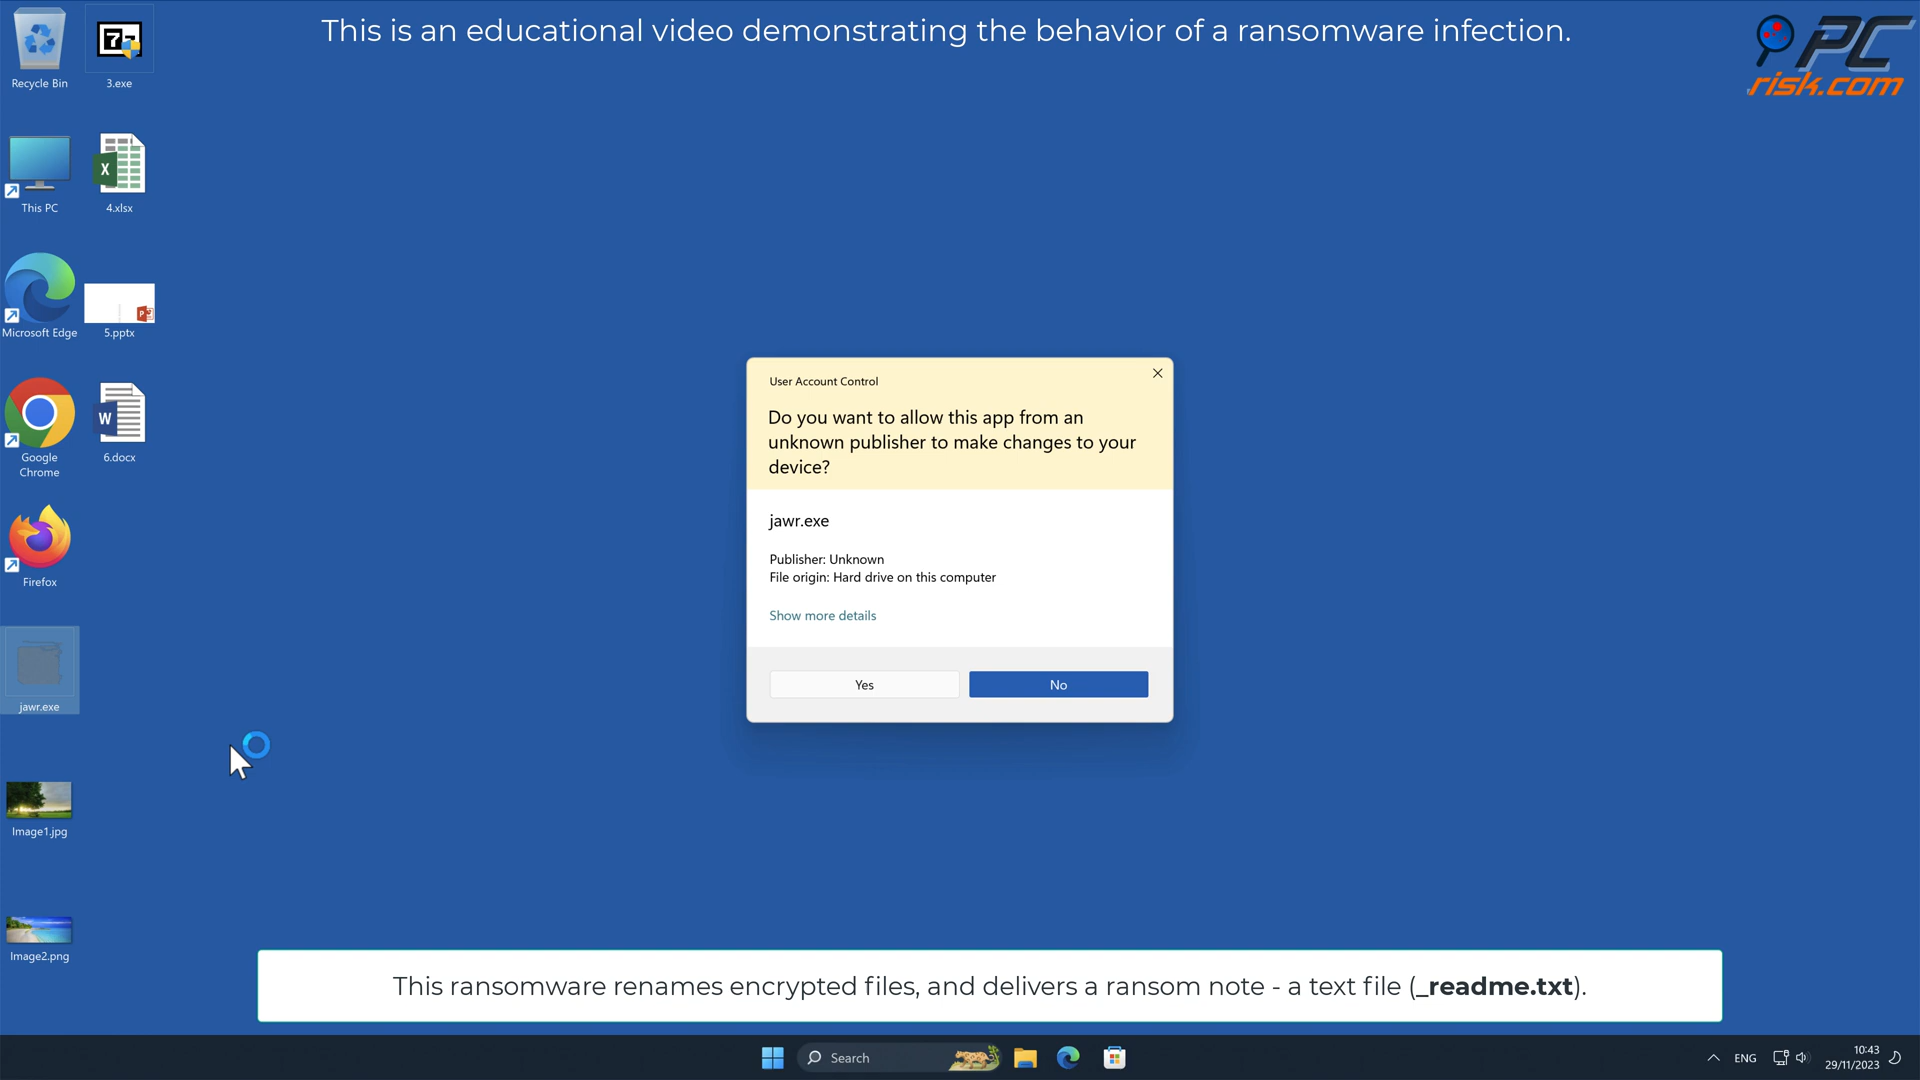 This is an educational video demonstrating the behavior of a ransomware infection.
PC
risk.com
Recycle Bin
3.exe
This PC
4.xlsx
Microsoft Edge
5.pptx
Google
Chrome
6.docx
Firefox
jawr.exe
Image1.jpg
Image2.png
User Account Control
Do you want to allow this app from an
unknown publisher to make changes to your
device?
jawr.exe
Publisher: Unknown
File origin: Hard drive on this computer
Show more details
Yes
No
This ransomware renames encrypted files, and delivers a ransom note - a text file (_readme.txt).
Search
ENG
10:43
29/11/2023